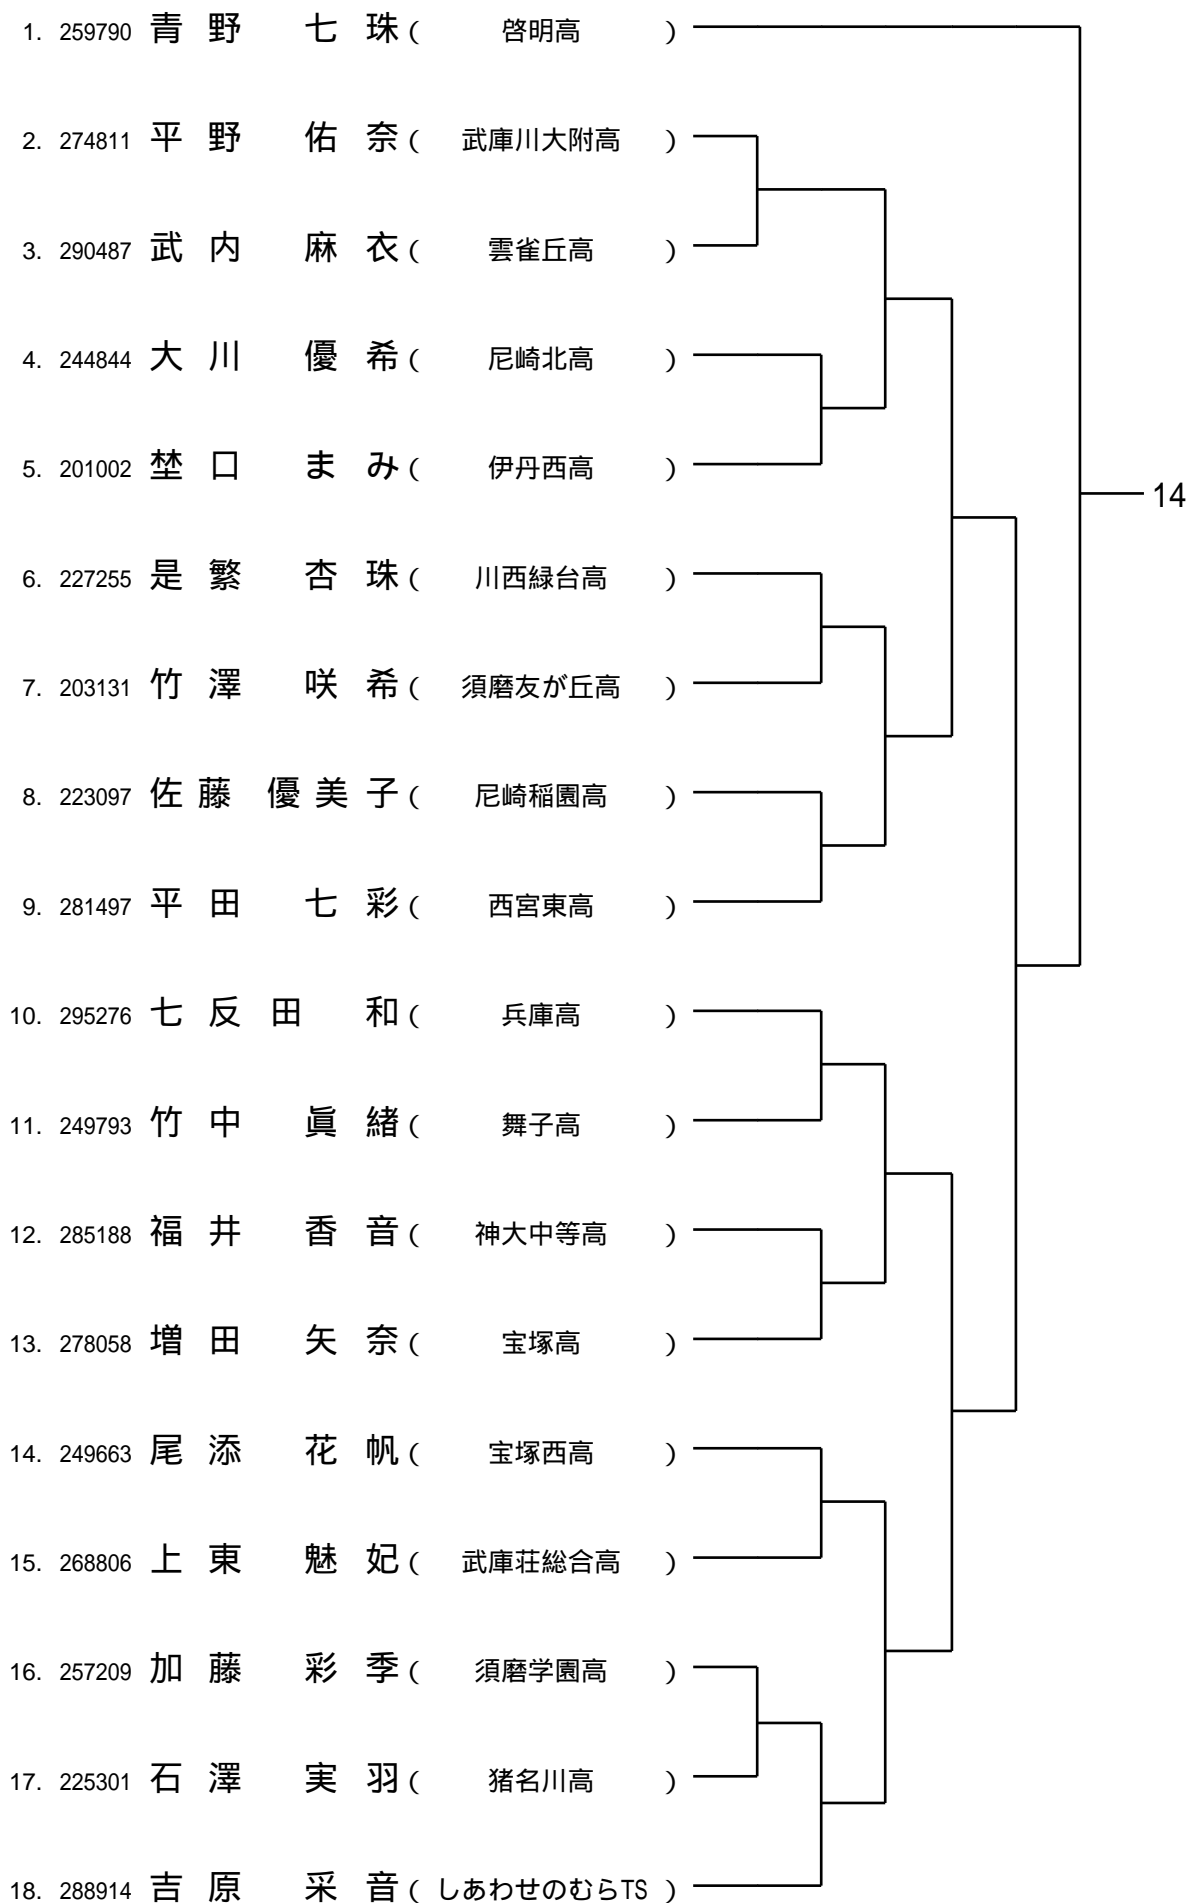 1. 259790 青野 七珠 ( 啓明高 )
2. 274811 平野 佑奈 ( 武庫川大附高 )
3. 290487 武内 麻衣 ( 雲雀丘高 )
4. 244844 大川 優希 ( 尼崎北高 )
5. 201002 埜口 まみ ( 伊丹西高 )
14
6. 227255 是繁 杏珠 ( 川西緑台高 )
7. 203131 竹澤 咲希 ( 須磨友が丘高 )
8. 223097 佐藤 優美子 ( 尼崎稲園高 )
9. 281497 平田 七彩 ( 西宮東高 )
10. 295276 七反田 和 ( 兵庫高 )
11. 249793 竹中 眞緒 ( 舞子高 )
12. 285188 福井 香音 ( 神大中等高 )
13. 278058 増田 矢奈 ( 宝塚高 )
14. 249663 尾添 花帆 ( 宝塚西高 )
15. 268806 上東 魅妃 ( 武庫荘総合高 )
16. 257209 加藤 彩季 ( 須磨学園高 )
17. 225301 石澤 実羽 ( 猪名川高 )
18. 288914 吉原 采音 ( しあわせのむらTS )